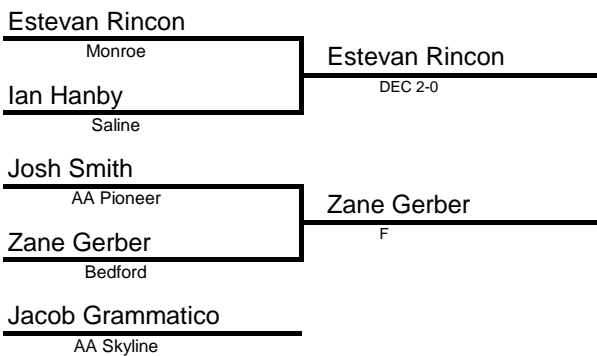 Estevan Rincon
Monroe
Estevan Rincon
DEC 2-0
Ian Hanby
Saline
Josh Smith
AA Pioneer
Zane Gerber
F
Zane Gerber
Bedford
Jacob Grammatico
AA Skyline